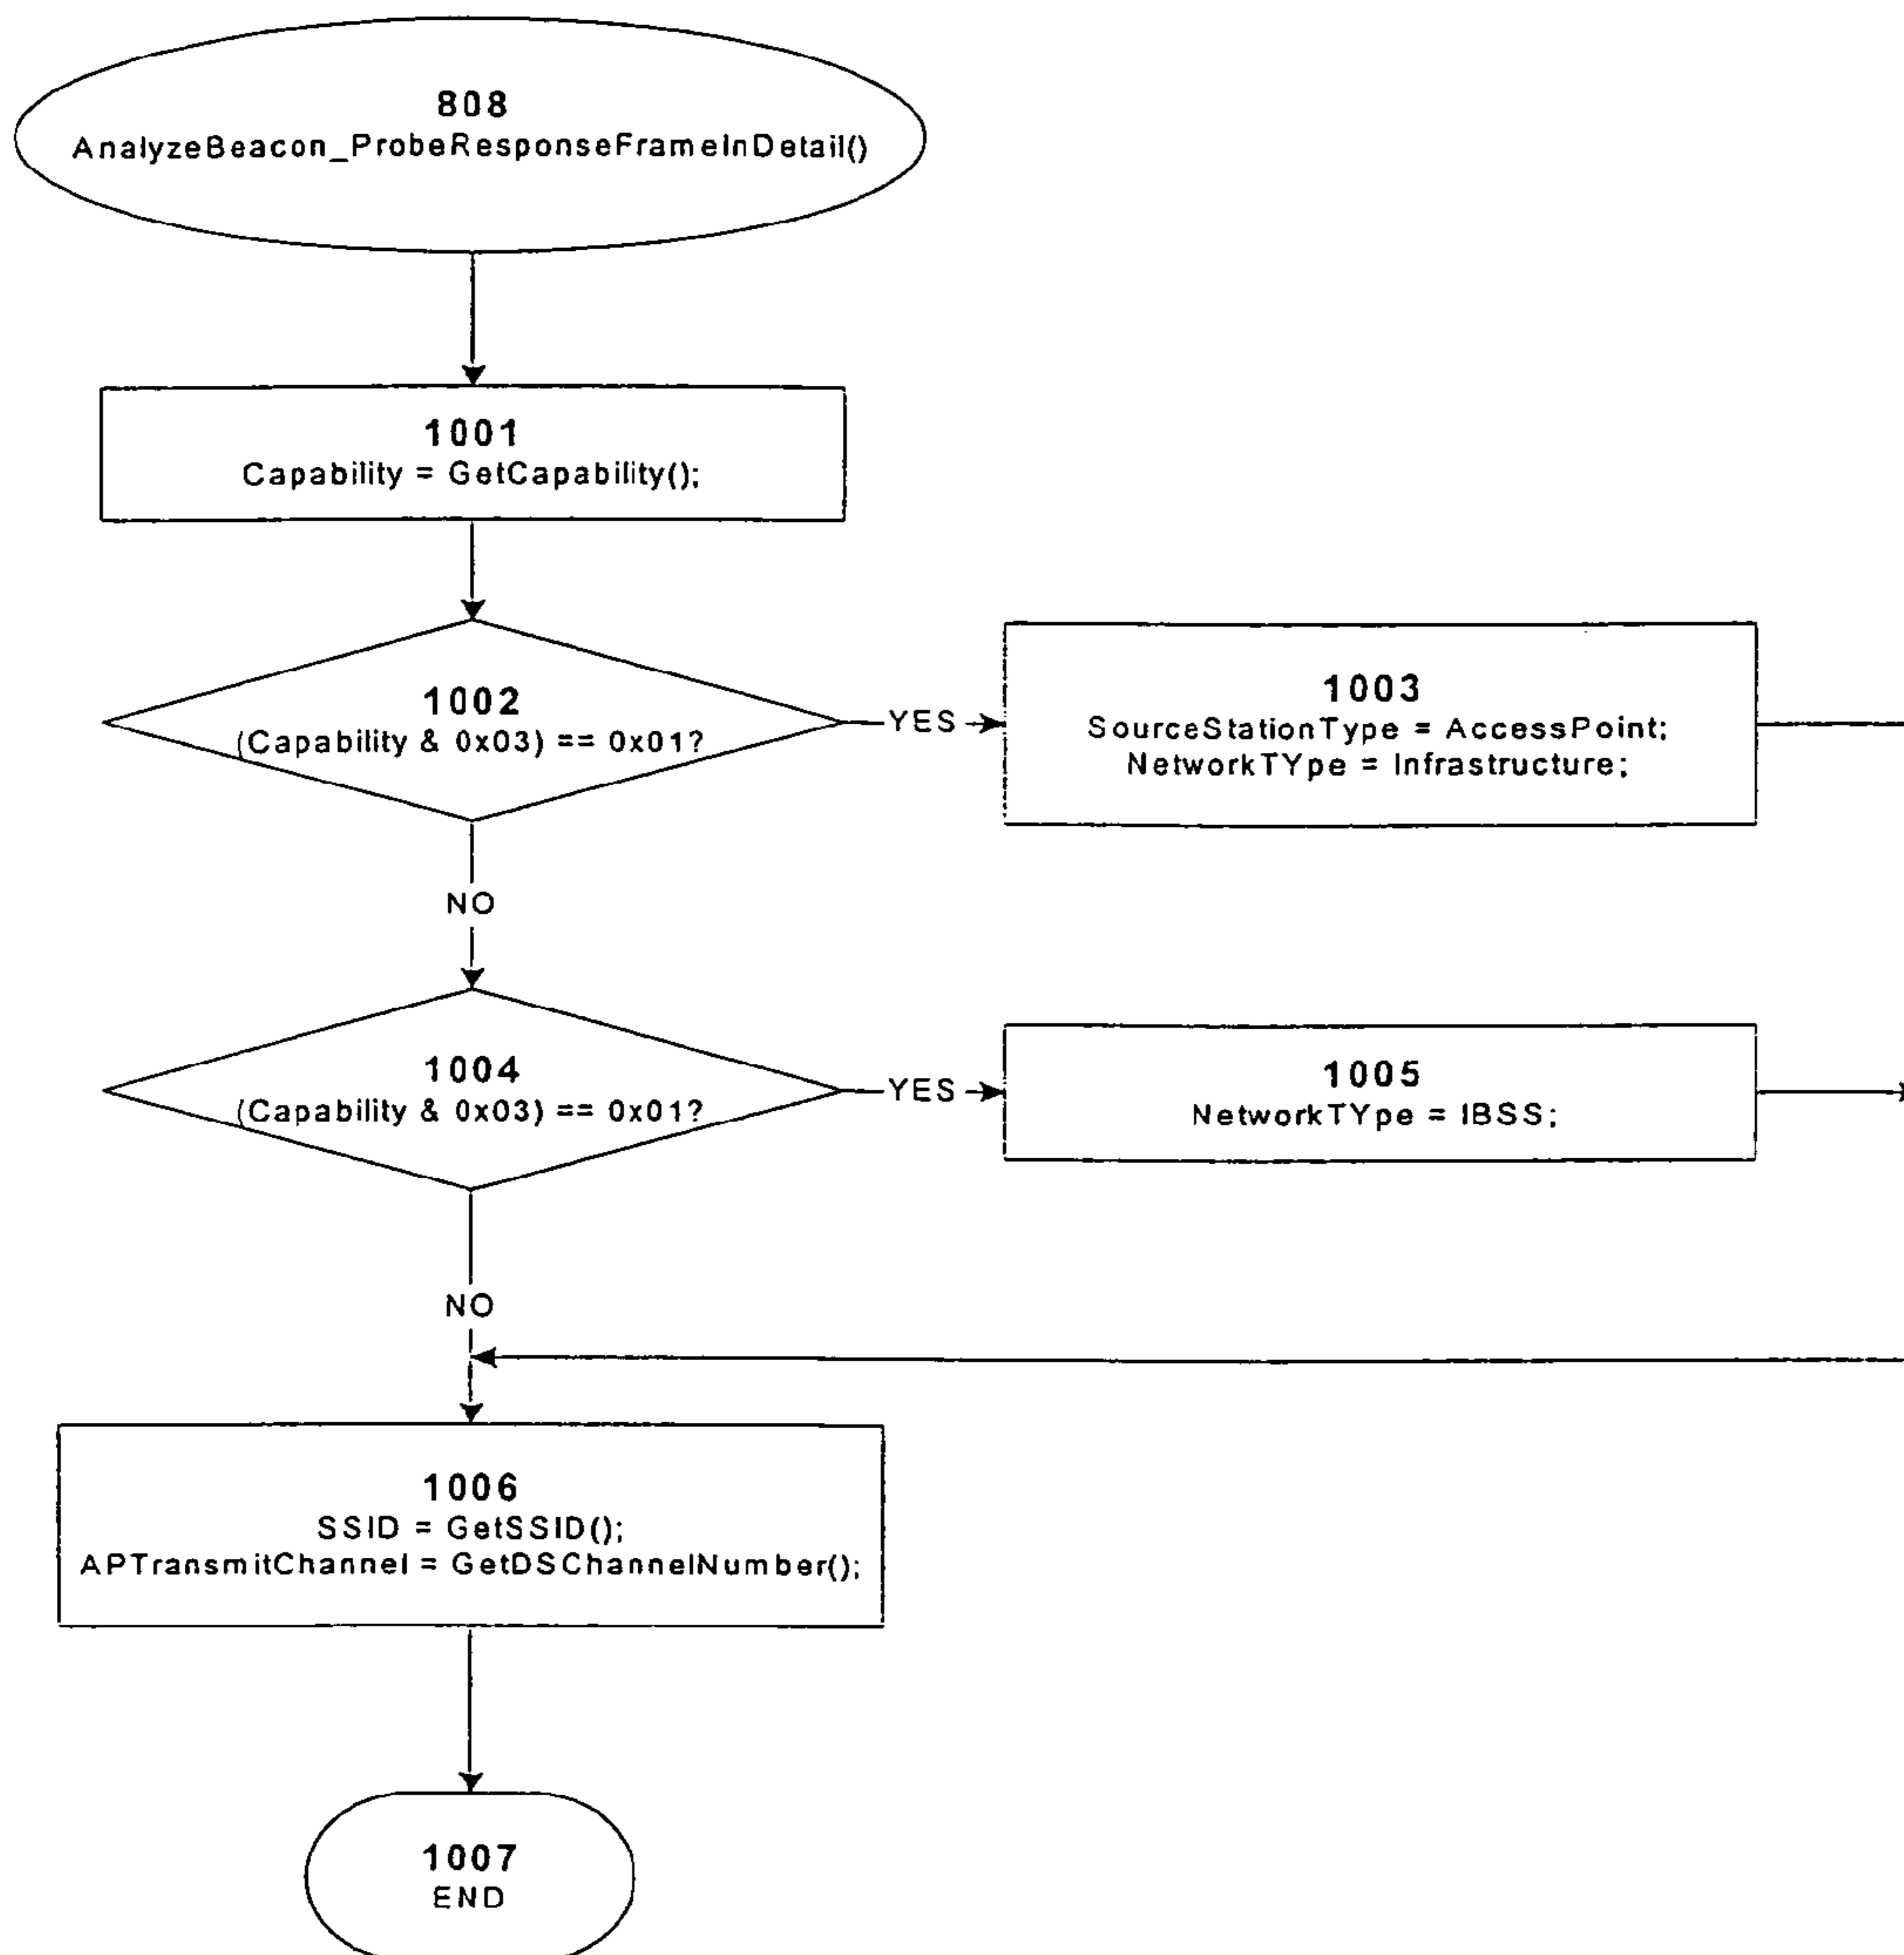 808
AnalyzeBeacon_ProbeResponseFrameInDetail()
1001
Capability = GetCapability();
1002
(Capability & 0x03) == 0x01?
YES
1003
SourceStationType = AccessPoint;
NetworkTYpe = Infrastructure;
NO
1004
(Capability & 0x03) == 0x01?
YES
1005
NetworkTYpe = IBSS;
NO
1006
SSID = GetSSID();
APTransmitChannel = GetDSChannelNumber();
1007
END